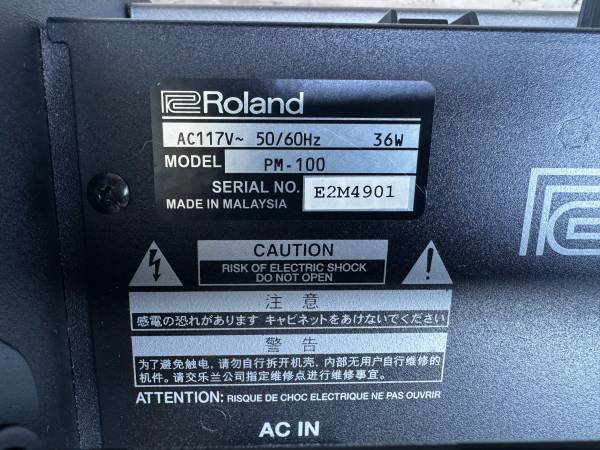 Roland
AC117V~ 50/60Hz 36W
MODEL PM-100
SERIAL NO. E2M4901
MADE IN MALAYSIA
CAUTION
RISK OF ELECTRIC SHOCK
DO NOT OPEN
注 意
感電の恐れがあります キャビネットをあけないでください
警 告
为了避免触电, 请勿自行拆开机壳, 内部无用户自行维修的
机件。请交乐兰公司指定维修点进行维修事宜。
ATTENTION: RISQUE DE CHOC ELECTRIQUE NE PAS OUVRIR
AC IN